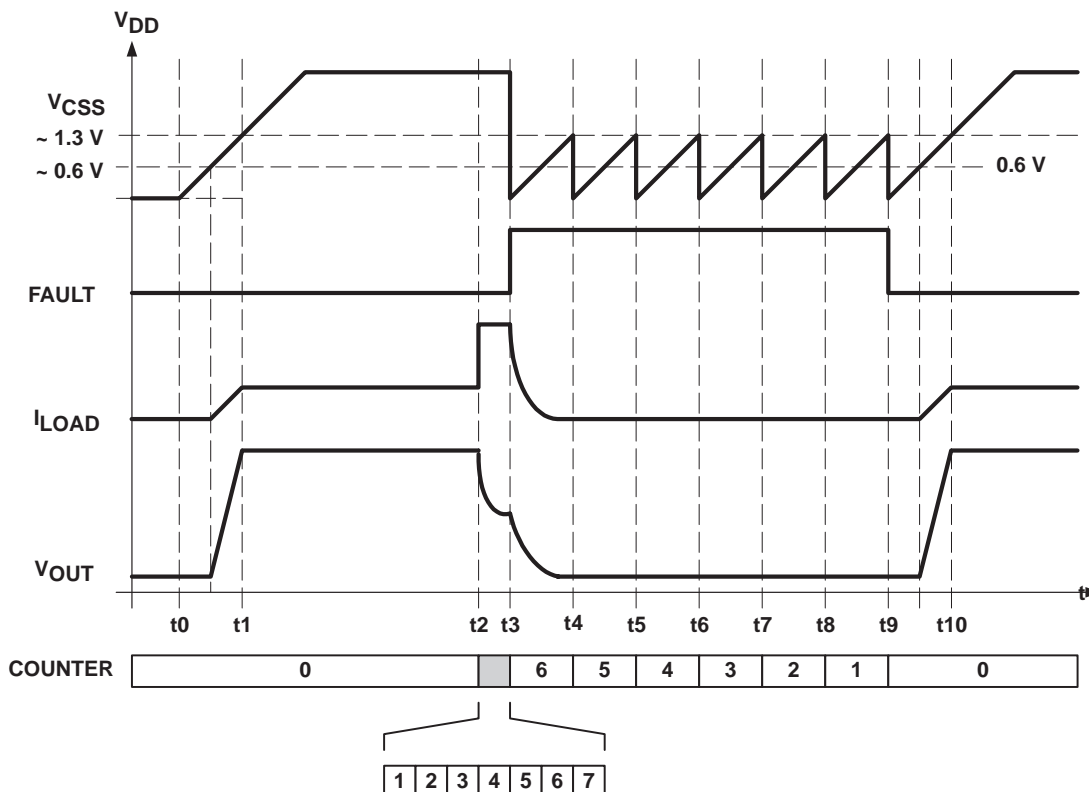 VDD
VCSS
~ 1.3 V
~ 0.6 V
0.6 V
FAULT
ILOAD
VOUT
t
t0 t1 t2 t3 t4 t5 t6 t7 t8 t9 t10
COUNTER 0 6 5 4 3 2 1 0
1 2 3 4 5 6 7